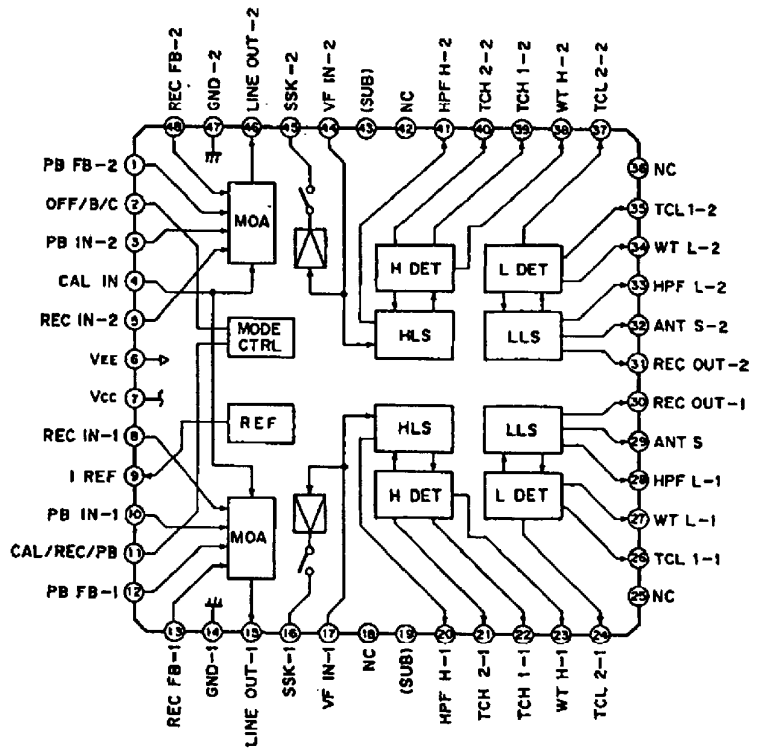 REC FB-2
GND-2
LINE OUT-2
SSK-2
VF IN-2
(SUB)
NC
HPF H-2
TCH 2-2
TCH 1-2
WT H-2
TCL 2-2
48
47
46
45
44
43
42
41
40
39
38
37
PB FB-2
1
OFF/B/C
2
PB IN-2
3
CAL IN
4
REC IN-2
5
VEE
6
VCC
7
REC IN-1
8
I REF
9
PB IN-1
10
CAL/REC/PB
11
PB FB-1
12
MOA
MODE
CTRL
REF
MOA
H DET
L DET
HLS
LLS
HLS
LLS
H DET
L DET
36
NC
35
TCL 1-2
34
WT L-2
33
HPF L-2
32
ANT S-2
31
REC OUT-2
30
REC OUT-1
29
ANT S
28
HPF L-1
27
WT L-1
26
TCL 1-1
25
NC
13
14
15
16
17
18
19
20
21
22
23
24
REC FB-1
GND-1
LINE OUT-1
SSK-1
VF IN-1
NC
(SUB)
HPF H-1
TCH 2-1
TCH 1-1
WT H-1
TCL 2-1